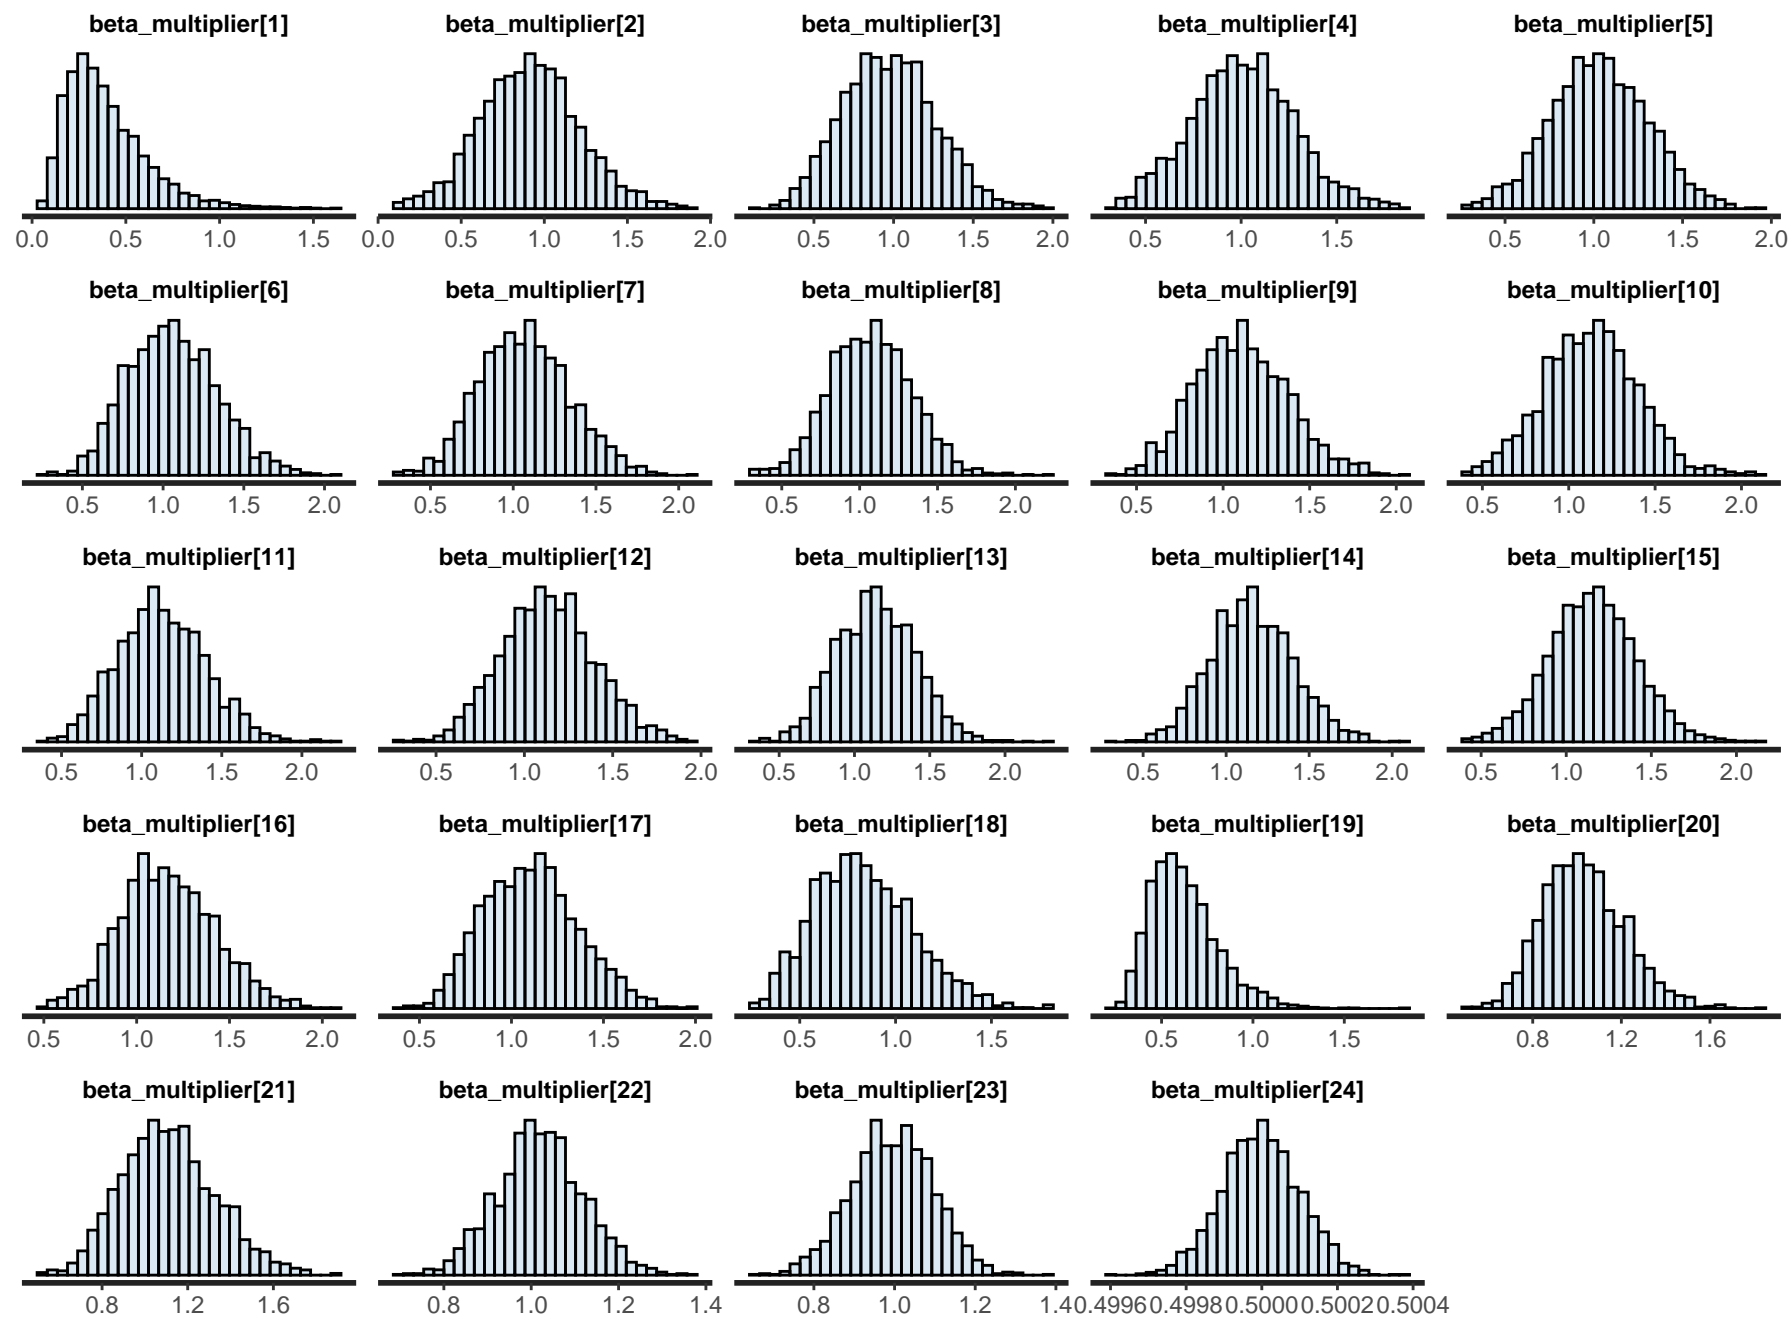 beta_multiplier[1] beta_multiplier[2] beta_multiplier[3] beta_multiplier[4] beta_multiplier[5]
0.0 0.5 1.0 1.5 0.0 0.5 1.0 1.5 2.0 0.5 1.0 1.5 2.0 0.5 1.0 1.5 0.5 1.0 1.5 2.0
beta_multiplier[6] beta_multiplier[7] beta_multiplier[8] beta_multiplier[9] beta_multiplier[10]
0.5 1.0 1.5 2.0 0.5 1.0 1.5 2.0 0.5 1.0 1.5 2.0 0.5 1.0 1.5 2.0 0.5 1.0 1.5 2.0
beta_multiplier[11] beta_multiplier[12] beta_multiplier[13] beta_multiplier[14] beta_multiplier[15]
0.5 1.0 1.5 2.0 0.5 1.0 1.5 2.0 0.5 1.0 1.5 2.0 0.5 1.0 1.5 2.0 0.5 1.0 1.5 2.0
beta_multiplier[16] beta_multiplier[17] beta_multiplier[18] beta_multiplier[19] beta_multiplier[20]
0.5 1.0 1.5 2.0 0.5 1.0 1.5 2.0 0.5 1.0 1.5 0.5 1.0 1.5 0.8 1.2 1.6
beta_multiplier[21] beta_multiplier[22] beta_multiplier[23] beta_multiplier[24]
0.8 1.2 1.6 0.8 1.0 1.2 1.4 0.8 1.0 1.2 1.4 0.4996 0.4998 0.5000 0.5002 0.5004